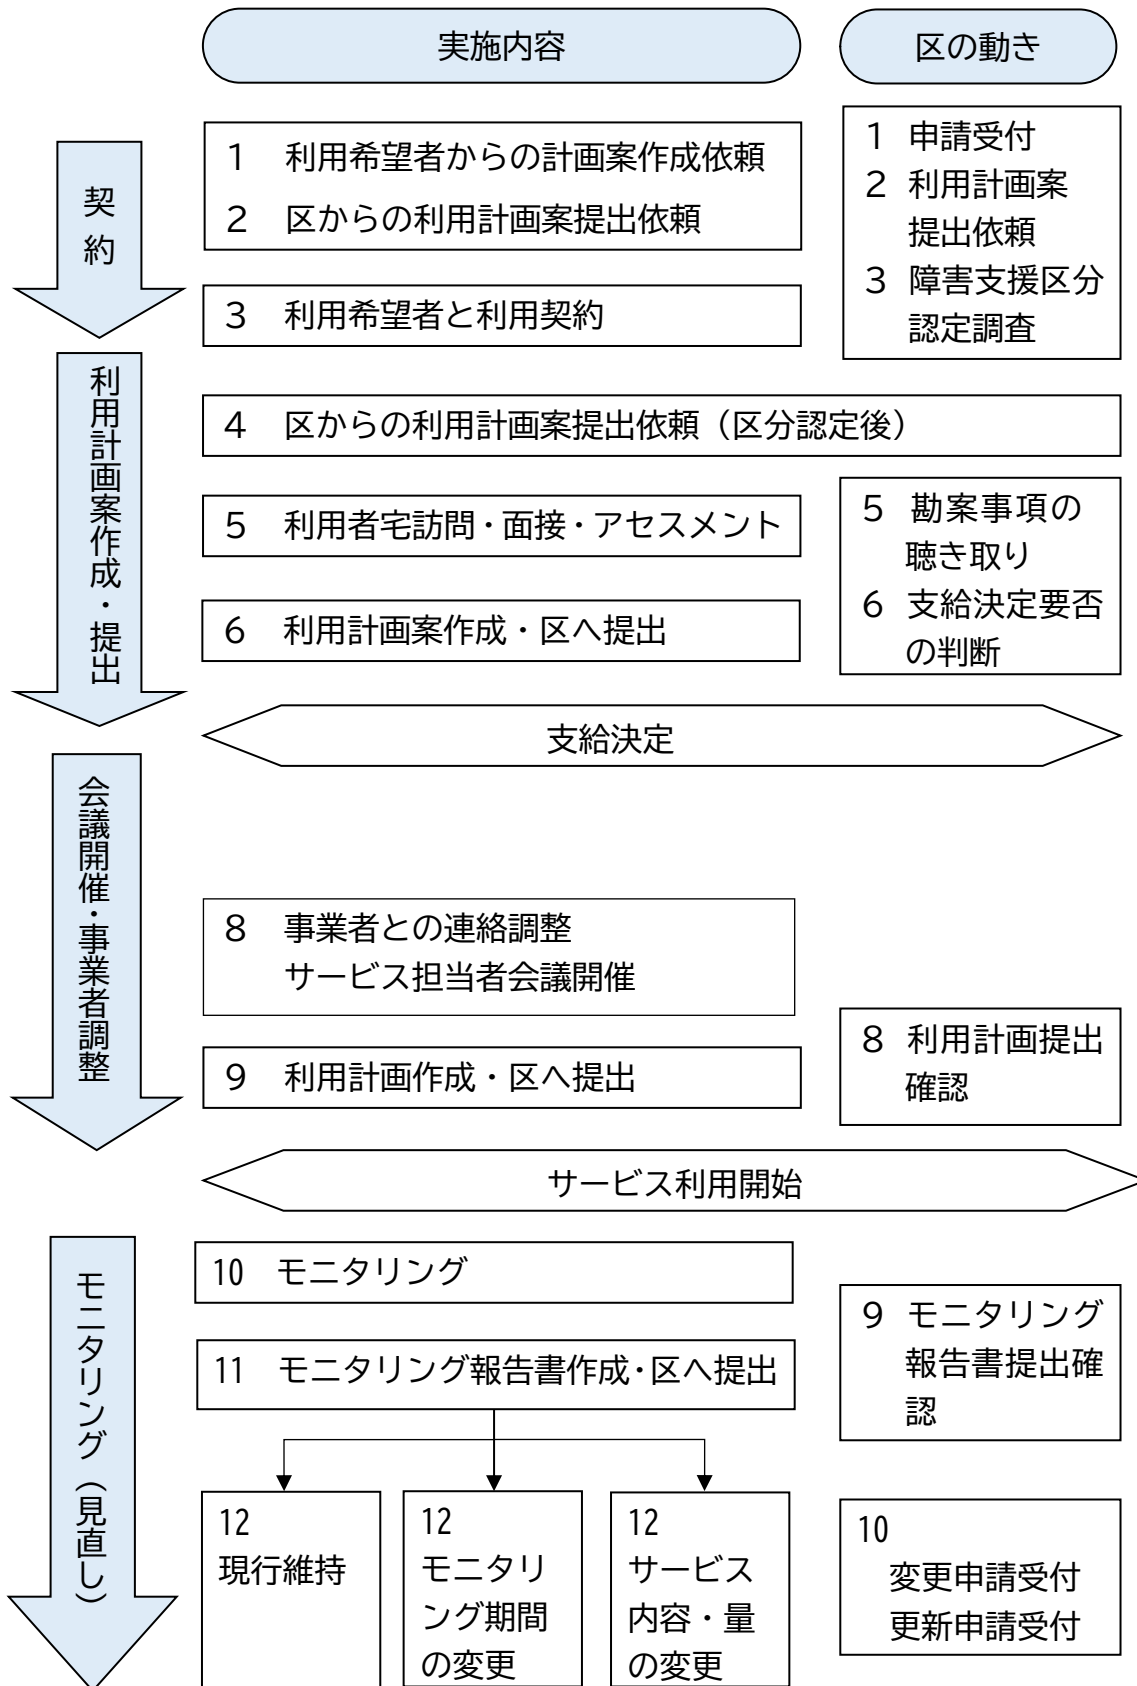 実施内容
区の動き
契約
1 利用希望者からの計画案作成依頼
2 区からの利用計画案提出依頼
3 利用希望者と利用契約
1 申請受付
2 利用計画案
提出依頼
3 障害支援区分
認定調査
利用計画案作成・提出
4 区からの利用計画案提出依頼（区分認定後）
5 利用者宅訪問・面接・アセスメント
6 利用計画案作成・区へ提出
5 勘案事項の
聴き取り
6 支給決定要否
の判断
支給決定
会議開催・事業者調整
8 事業者との連絡調整
サービス担当者会議開催
9 利用計画作成・区へ提出
8 利用計画提出
確認
サービス利用開始
モニタリング（見直し）
10 モニタリング
11 モニタリング報告書作成・区へ提出
9 モニタリング
報告書提出確
認
12
現行維持
12
モニタリ
ング期間
の変更
12
サービス
内容・量
の変更
10
変更申請受付
更新申請受付